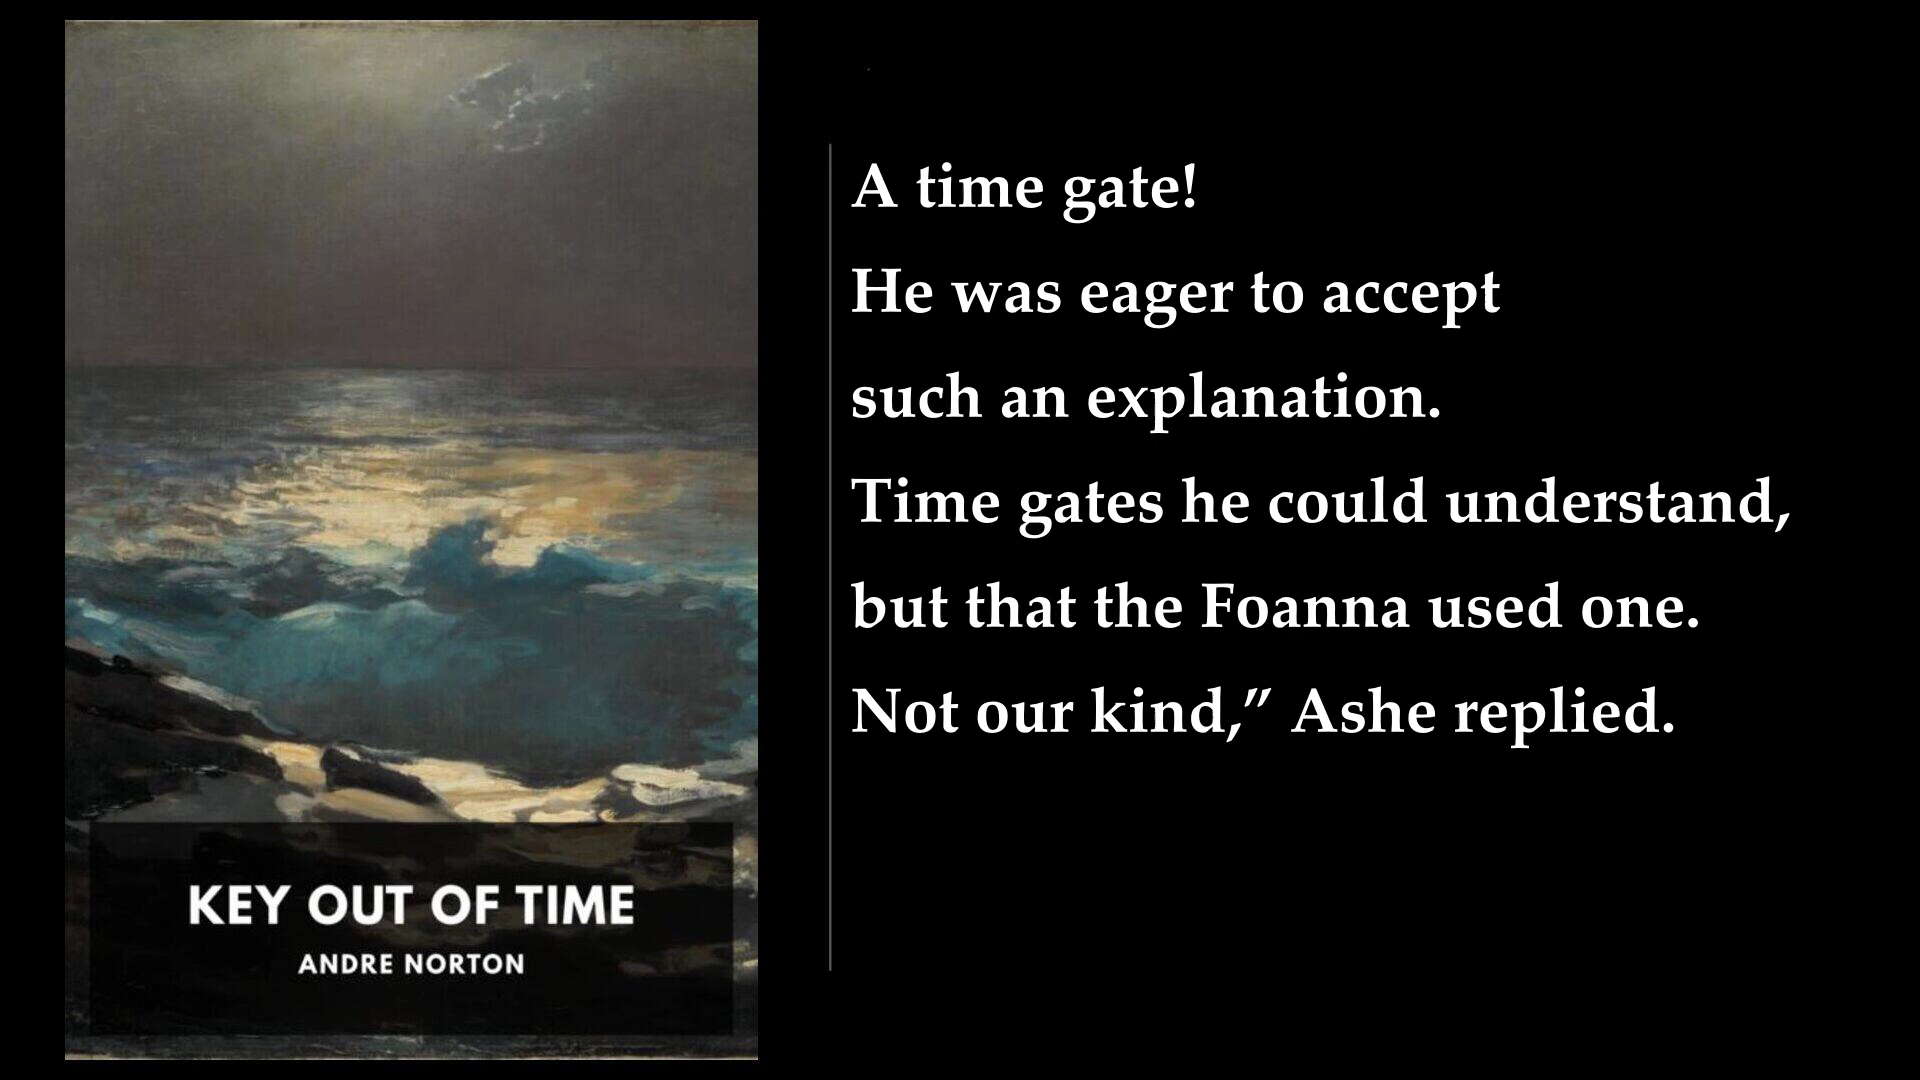 KEY OUT OF TIME
ANDRE NORTON
A time gate!
He was eager to accept
such an explanation.
Time gates he could understand,
but that the Foanna used one.
Not our kind,” Ashe replied.